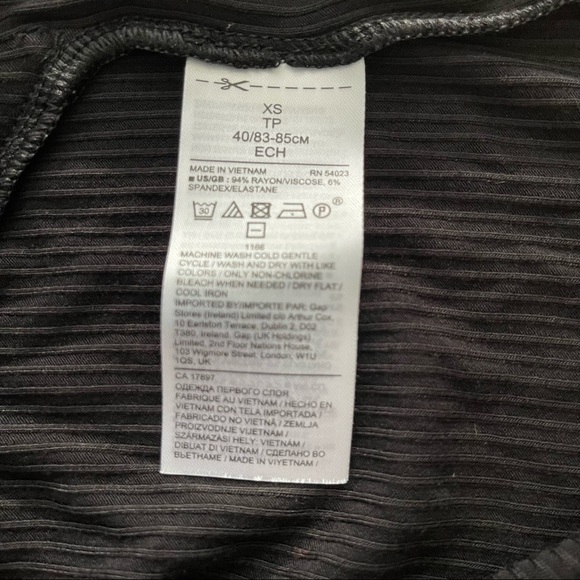 XS
TP
40/83-85CM
ECH
MADE IN VIETNAM RN 54023
■ US/GB : 94% RAYON/VISCOSE, 6%
SPANDEX/ELASTANE
30 P ®
1166
MACHINE WASH COLD GENTLE
CYCLE / WASH AND DRY WITH LIKE
COLORS / ONLY NON-CHLORINE
BLEACH WHEN NEEDED / DRY FLAT /
COOL IRON
IMPORTED BY/IMPORTE PAR: Gap
Stores (Ireland) Limited c/o Arthur Cox,
10 Earlsfort Terrace, Dublin 2, D02
T380, Ireland, Gap (UK Holdings)
Limited, 2nd Floor Nations House,
103 Wigmore Street, London, W1U
1QS, UK
CA 17897
ОДЕЖДА ПЕРВОГО СЛОЯ
FABRIQUE AU VIETNAM / HECHO EN
VIETNAM CON TELA IMPORTADA /
FABRICADO NO VIETNÃ / ZEMLJA
PROIZVODNJE VIJETNAM /
SZÁRMAZÁSI HELY: VIETNÁM /
DIBUAT DI VIETNAM / СДЕЛАНО ВО
ВЬЕТНАМЕ / MADE IN VIYETNAM /